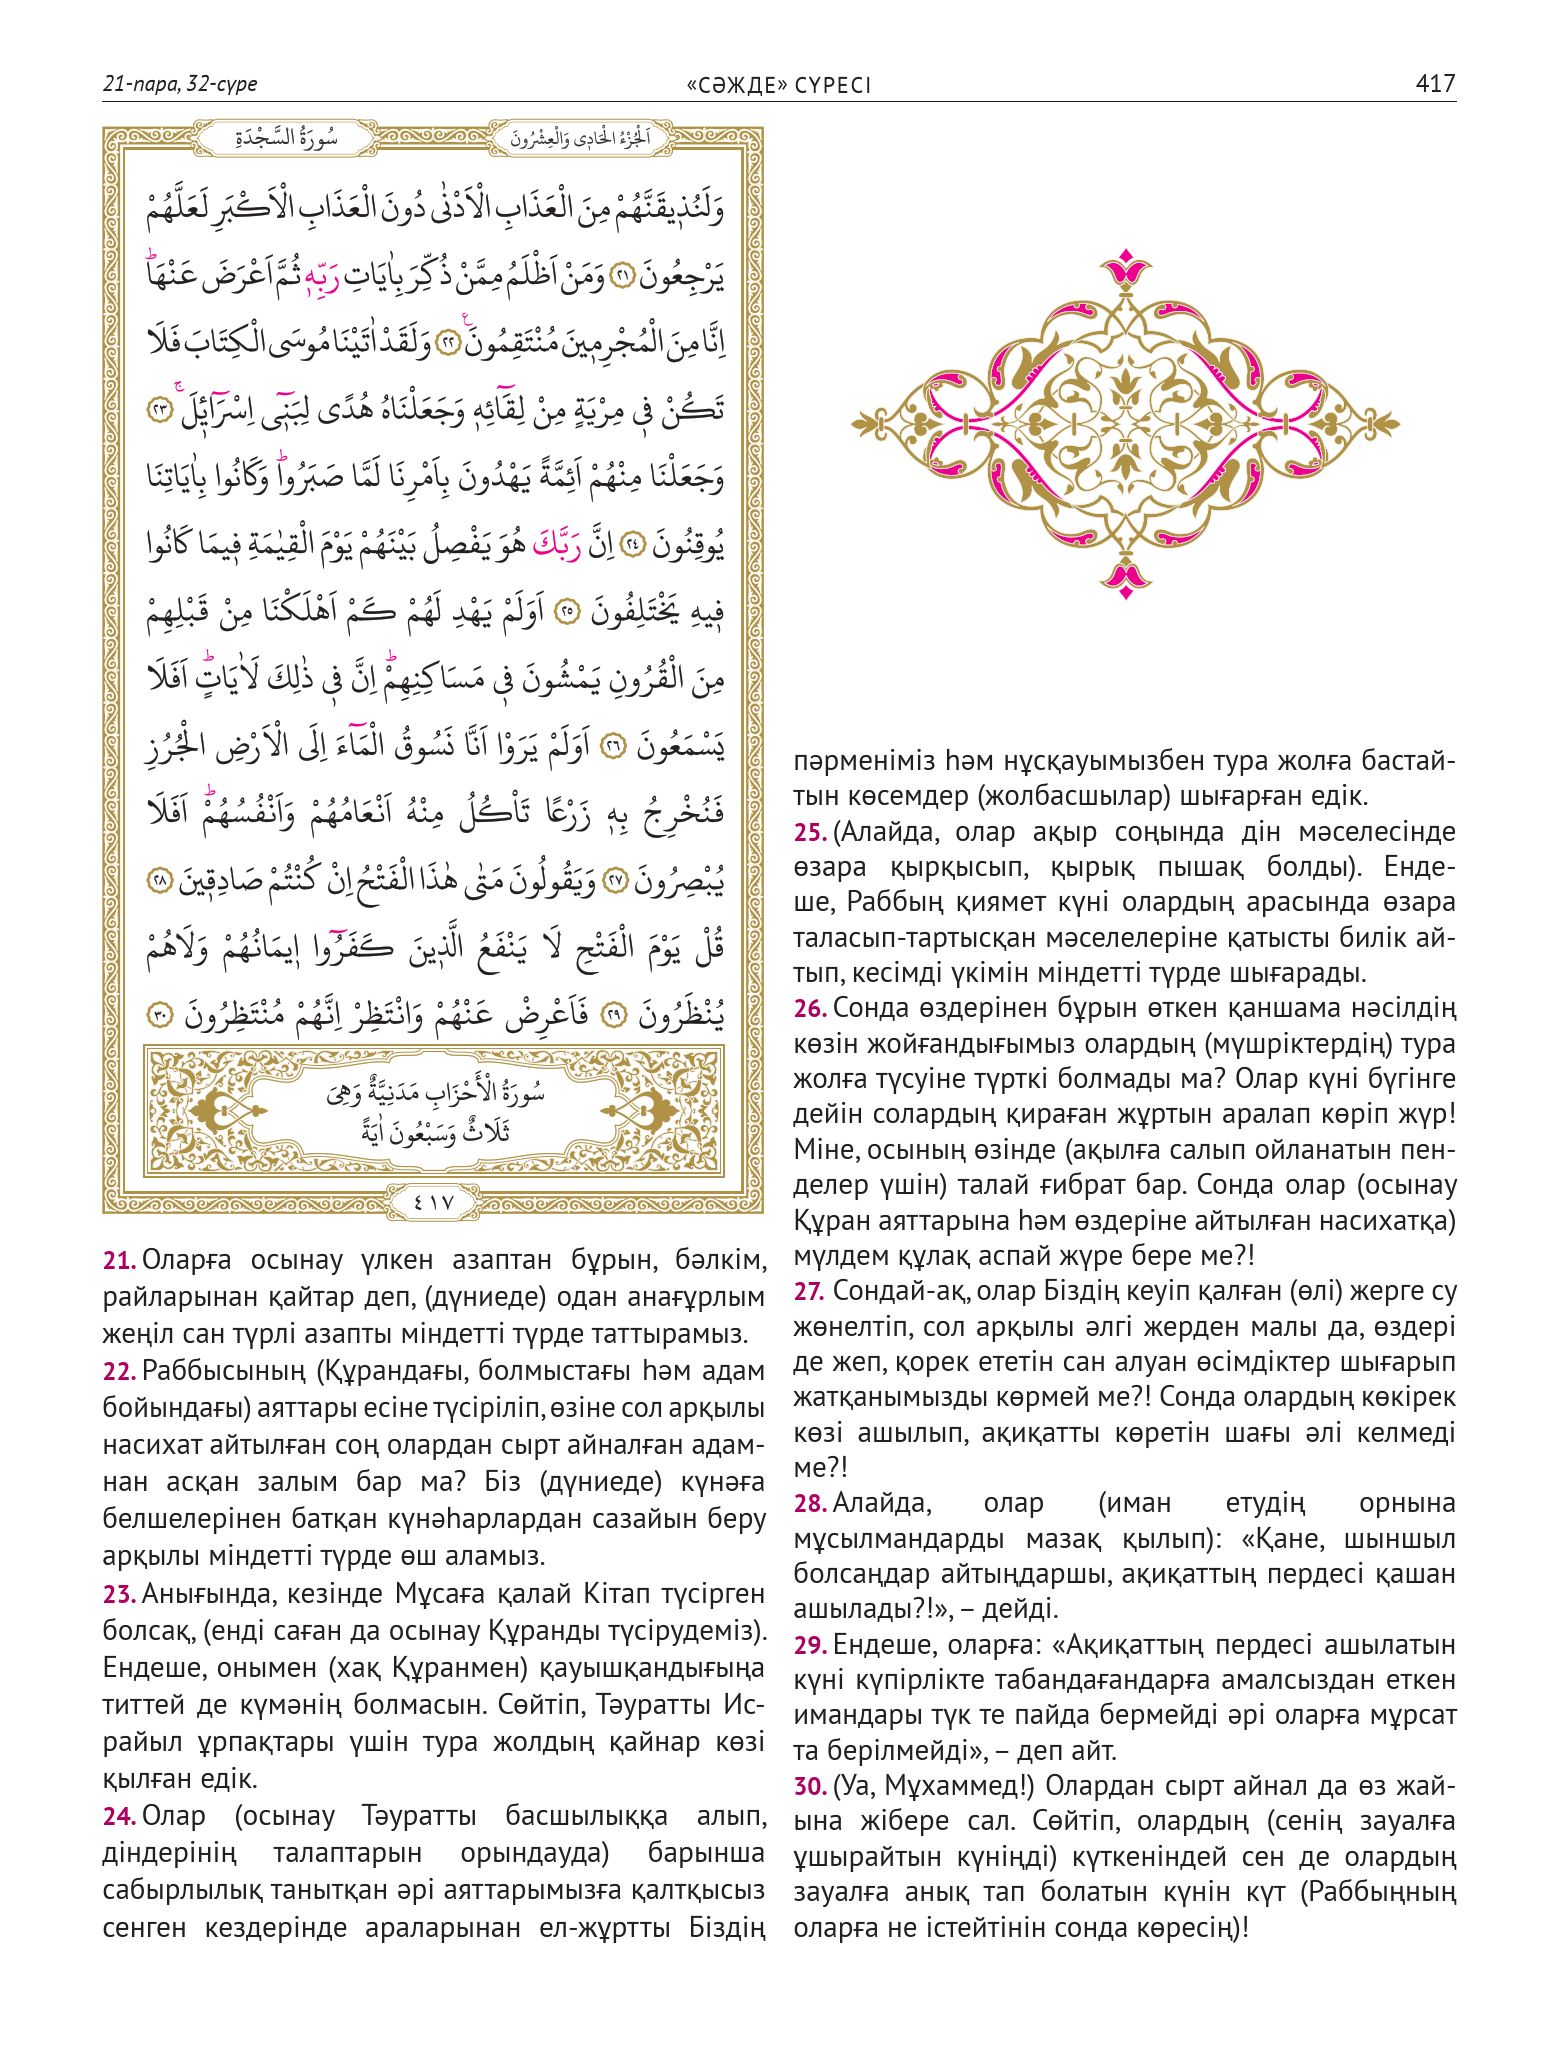 21-пара, 32-сүре
«СӘЖДЕ» СҮРЕСІ
417
سُورَةُ السَّجْدَةِ
اَلْجُزْءُ الْحَادِى وَالْعِشْرُونَ
وَلَنُذ۪يقَنَّهُمْ مِنَ الْعَذَابِ الْاَدْنٰى دُونَ الْعَذَابِ الْاَكْبَرِ لَعَلَّهُمْ
يَرْجِعُونَ ﴿٢١﴾ وَمَنْ اَظْلَمُ مِمَّنْ ذُكِّرَ بِاٰيَاتِ رَبِّه۪ ثُمَّ اَعْرَضَ عَنْهَاۜ
اِنَّا مِنَ الْمُجْرِم۪ينَ مُنْتَقِمُونَ۟ ﴿٢٢﴾ وَلَقَدْ اٰتَيْنَا مُوسَى الْكِتَابَ فَلَا
تَكُنْ ف۪ى مِرْيَةٍ مِنْ لِقَٓائِه۪ وَجَعَلْنَاهُ هُدًى لِبَن۪ٓى اِسْرَٓائ۪لَۚ ﴿٢٣﴾
وَجَعَلْنَا مِنْهُمْ اَئِمَّةً يَهْدُونَ بِاَمْرِنَا لَمَّا صَبَرُواۜ وَكَانُوا بِاٰيَاتِنَا
يُوقِنُونَ ﴿٢٤﴾ اِنَّ رَبَّكَ هُوَ يَفْصِلُ بَيْنَهُمْ يَوْمَ الْقِيٰمَةِ ف۪يمَا كَانُوا
ف۪يهِ يَخْتَلِفُونَ ﴿٢٥﴾ اَوَلَمْ يَهْدِ لَهُمْ كَمْ اَهْلَكْنَا مِنْ قَبْلِهِمْ
مِنَ الْقُرُونِ يَمْشُونَ ف۪ى مَسَاكِنِهِمْۜ اِنَّ ف۪ى ذٰلِكَ لَاٰيَاتٍۜ اَفَلَا
يَسْمَعُونَ ﴿٢٦﴾ اَوَلَمْ يَرَوْا اَنَّا نَسُوقُ الْمَٓاءَ اِلَى الْاَرْضِ الْجُرُزِ
فَنُخْرِجُ بِه۪ زَرْعًا تَاْكُلُ مِنْهُ اَنْعَامُهُمْ وَاَنْفُسُهُمْۜ اَفَلَا
يُبْصِرُونَ ﴿٢٧﴾ وَيَقُولُونَ مَتٰى هٰذَا الْفَتْحُ اِنْ كُنْتُمْ صَادِق۪ينَ ﴿٢٨﴾
قُلْ يَوْمَ الْفَتْحِ لَا يَنْفَعُ الَّذ۪ينَ كَفَرُٓوا ا۪يمَانُهُمْ وَلَاهُمْ
يُنْظَرُونَ ﴿٢٩﴾ فَاَعْرِضْ عَنْهُمْ وَانْتَظِرْ اِنَّهُمْ مُنْتَظِرُونَ ﴿٣٠﴾
سُورَةُ الْأَحْزَابِ مَدَنِيَّةٌ وَهِىَ
ثَلَاثٌ وَسَبْعُونَ اٰيَةً
٤١٧
21. Оларға осынау үлкен азаптан бұрын, бәлкім,
райларынан қайтар деп, (дүниеде) одан анағұрлым
жеңіл сан түрлі азапты міндетті түрде таттырамыз.
22. Раббысының (Құрандағы, болмыстағы һәм адам
бойындағы) аяттары есіне түсіріліп, өзіне сол арқылы
насихат айтылған соң олардан сырт айналған адам-
нан асқан залым бар ма? Біз (дүниеде) күнәға
белшелерінен батқан күнәһарлардан сазайын беру
арқылы міндетті түрде өш аламыз.
23. Анығында, кезінде Мұсаға қалай Кітап түсірген
болсақ, (енді саған да осынау Құранды түсірудеміз).
Ендеше, онымен (хақ Құранмен) қауышқандығыңа
титтей де күмәнің болмасын. Сөйтіп, Тәуратты Ис-
райыл ұрпақтары үшін тура жолдың қайнар көзі
қылған едік.
24. Олар (осынау Тәуратты басшылыққа алып,
діндерінің талаптарын орындауда) барынша
сабырлылық танытқан әрі аяттарымызға қалтқысыз
сенген кездерінде араларынан ел-жұртты Біздің
пәрменіміз һәм нұсқауымызбен тура жолға бастай-
тын көсемдер (жолбасшылар) шығарған едік.
25. (Алайда, олар ақыр соңында дін мәселесінде
өзара қырқысып, қырық пышақ болды). Енде-
ше, Раббың қиямет күні олардың арасында өзара
таласып-тартысқан мәселелеріне қатысты билік ай-
тып, кесімді үкімін міндетті түрде шығарады.
26. Сонда өздерінен бұрын өткен қаншама нәсілдің
көзін жойғандығымыз олардың (мүшріктердің) тура
жолға түсуіне түрткі болмады ма? Олар күні бүгінге
дейін солардың қираған жұртын аралап көріп жүр!
Міне, осының өзінде (ақылға салып ойланатын пен-
делер үшін) талай ғибрат бар. Сонда олар (осынау
Құран аяттарына һәм өздеріне айтылған насихатқа)
мүлдем құлақ аспай жүре бере ме?!
27. Сондай-ақ, олар Біздің кеуіп қалған (өлі) жерге су
жөнелтіп, сол арқылы әлгі жерден малы да, өздері
де жеп, қорек ететін сан алуан өсімдіктер шығарып
жатқанымызды көрмей ме?! Сонда олардың көкірек
көзі ашылып, ақиқатты көретін шағы әлі келмеді
ме?!
28. Алайда, олар (иман етудің орнына
мұсылмандарды мазақ қылып): «Қане, шыншыл
болсаңдар айтыңдаршы, ақиқаттың пердесі қашан
ашылады?!», – дейді.
29. Ендеше, оларға: «Ақиқаттың пердесі ашылатын
күні күпірлікте табандағандарға амалсыздан еткен
имандары түк те пайда бермейді әрі оларға мұрсат
та берілмейді», – деп айт.
30. (Уа, Мұхаммед!) Олардан сырт айнал да өз жай-
ына жібере сал. Сөйтіп, олардың (сенің зауалға
ұшырайтын күніңді) күткеніндей сен де олардың
зауалға анық тап болатын күнін күт (Раббыңның
оларға не істейтінін сонда көресің)!